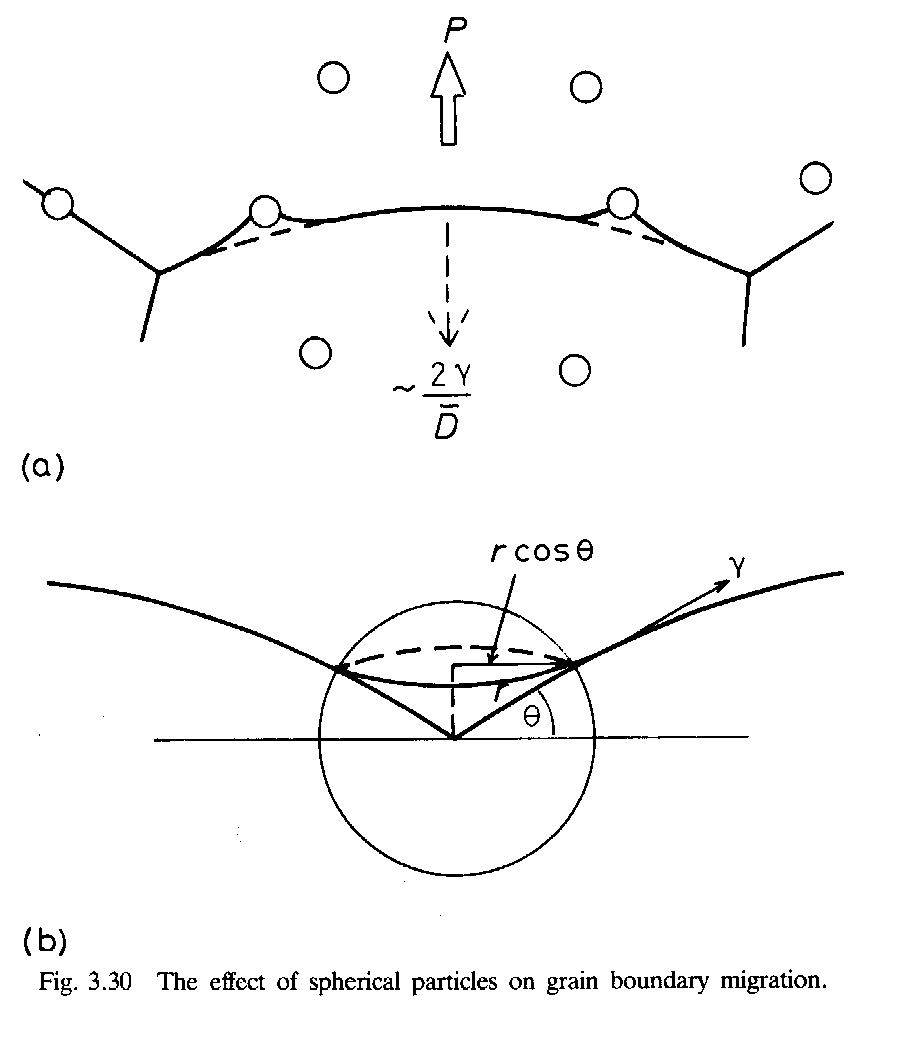 P
~ 2γ
D̄
(a)
r cosθ
γ
r
θ
(b)
Fig. 3.30 The effect of spherical particles on grain boundary migration.